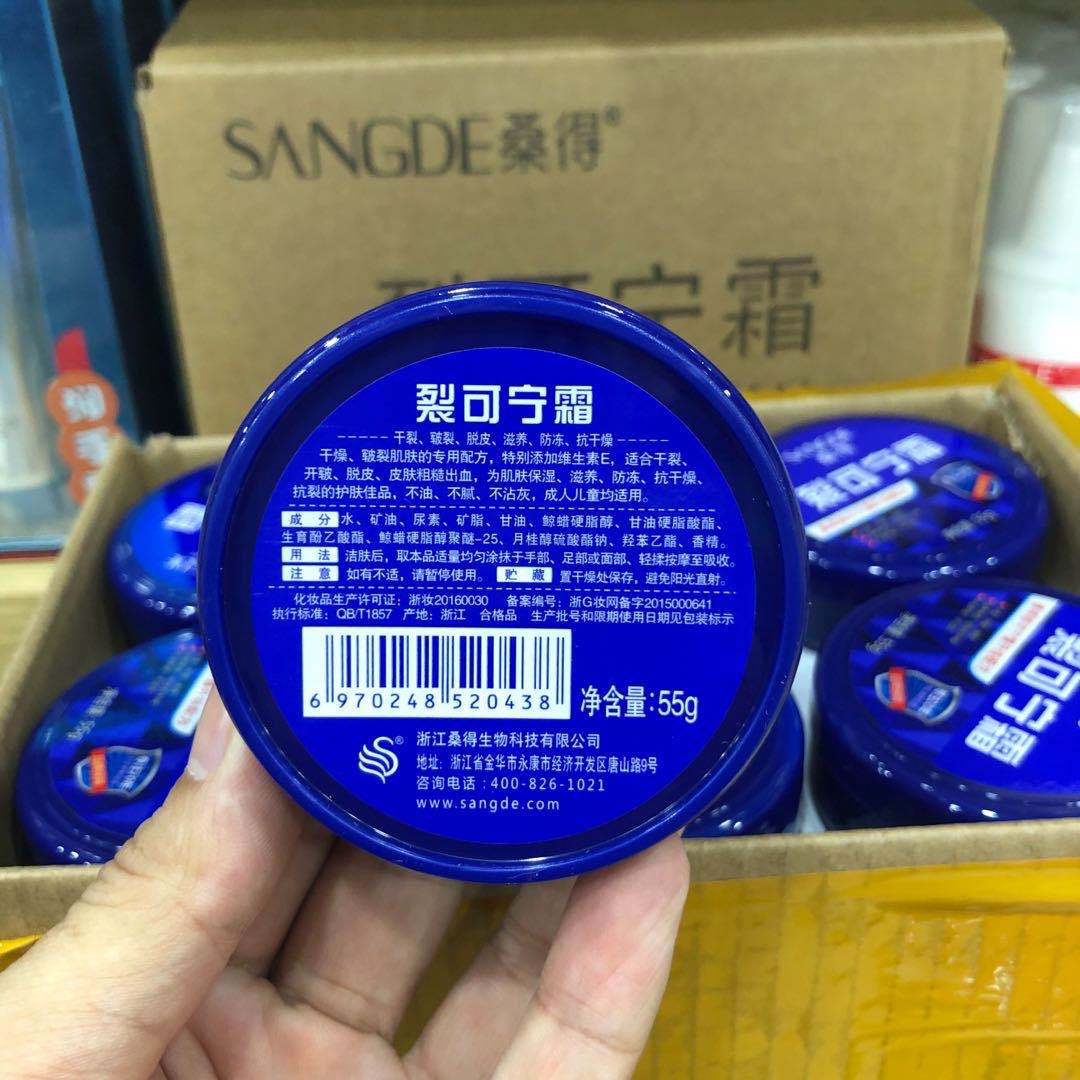 SANGDE桑得®
裂可宁霜
裂可宁霜
干裂、皲裂、脱皮、滋养、防冻、抗干燥
干燥、皲裂肌肤的专用配方，特别添加维生素E，适合干裂、
开皲、脱皮、皮肤粗糙出血，为肌肤保湿、滋养、防冻、抗干燥、
抗裂的护肤佳品，不油、不腻、不沾灰，成人儿童均适用。
成分 水、矿油、尿素、矿脂、甘油、鲸蜡硬脂醇、甘油硬脂酸酯、
生育酚乙酸酯、鲸蜡硬脂醇聚醚-25、月桂醇硫酸酯钠、羟苯乙酯、香精。
用法 洁肤后，取本品适量均匀涂抹于手部、足部或面部、轻揉按摩至吸收。
注意 如有不适，请暂停使用。 贮藏 置干燥处保存，避免阳光直射。
化妆品生产许可证：浙妆20160030 备案编号：浙G妆网备字2015000641
执行标准：QB/T1857 产地：浙江 合格品 生产批号和限期使用日期见包装标示
6 970248 520438
净含量:55g
浙江桑得生物科技有限公司
地址：浙江省金华市永康市经济开发区唐山路9号
咨询电话：400-826-1021
www.sangde.com
裂可宁霜
裂可宁霜